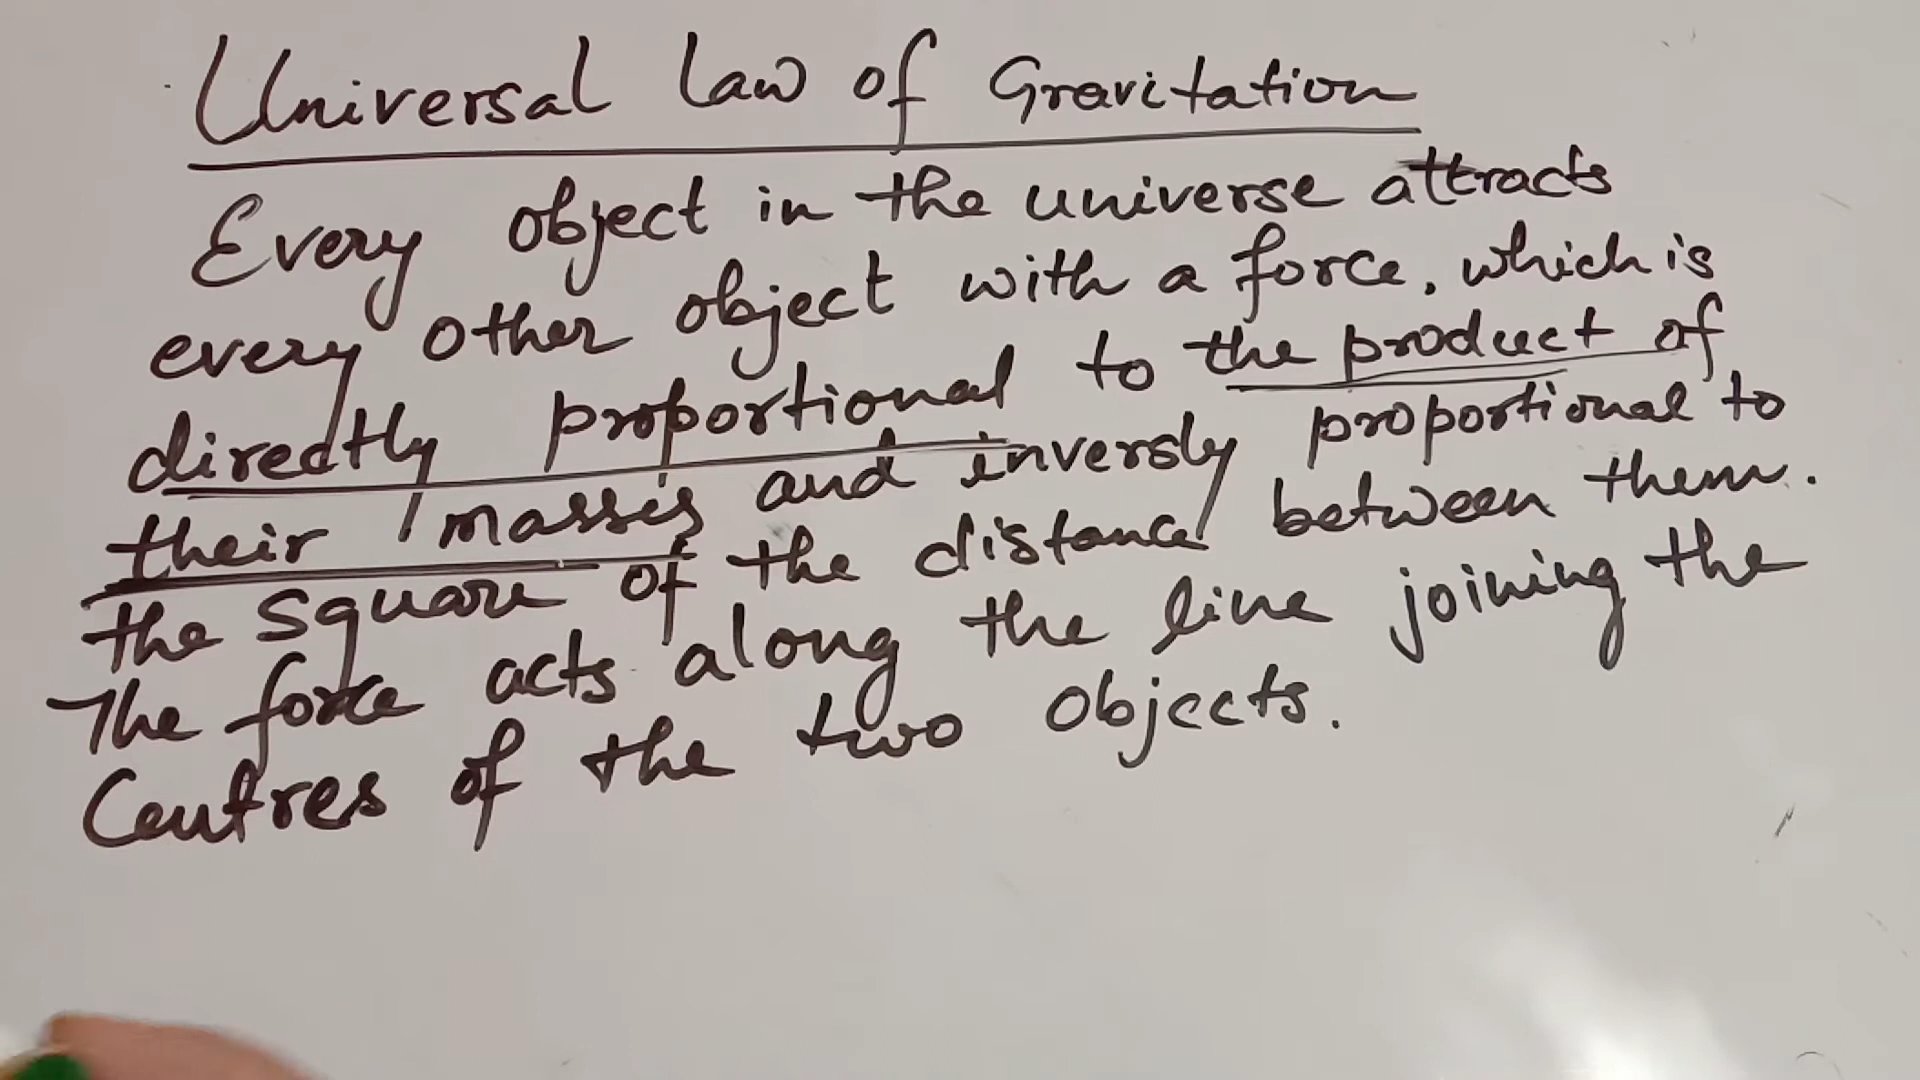 Universal Law of Gravitation
Every object in the universe attracts
every other object with a force, which is
directly proportional to the product of
their masses and inversly proportional to
the square of the distance between them.
The force acts along the line joining the
Centres of the two objects.